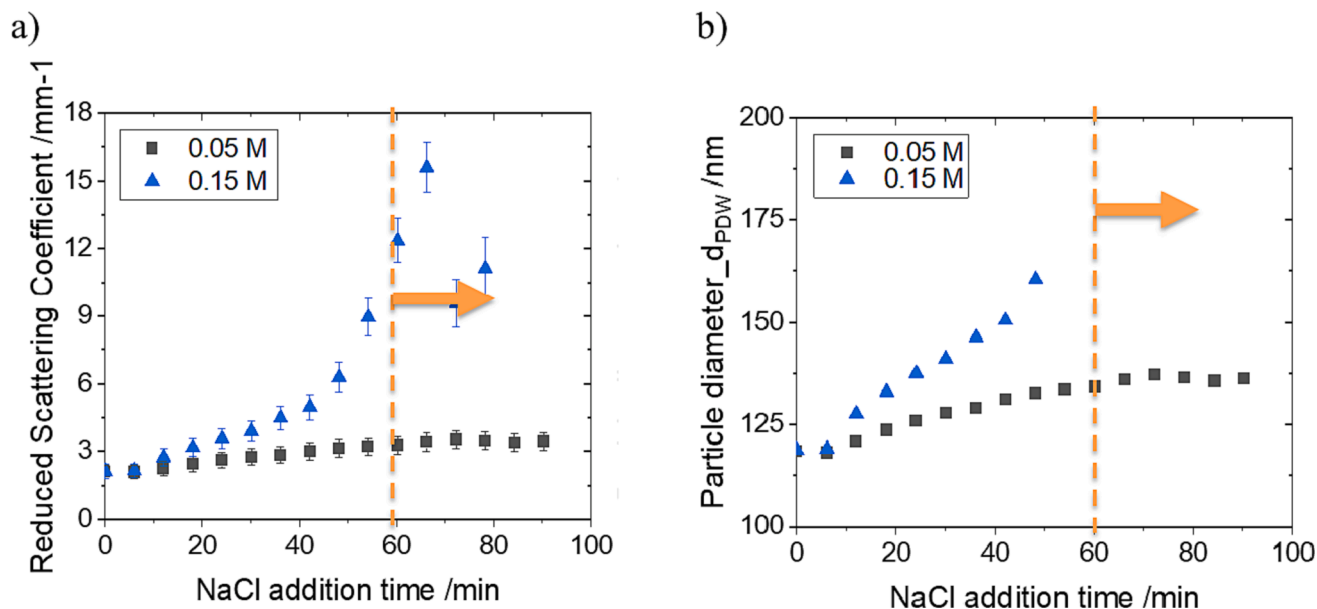 a)
Reduced Scattering Coefficient /mm-1
18
15
12
9
6
3
0
0.05 M
0.15 M
0 20 40 60 80 100
NaCl addition time /min
b)
Particle diameter_d_PDW /nm
200
175
150
125
100
0.05 M
0.15 M
0 20 40 60 80 100
NaCl addition time /min